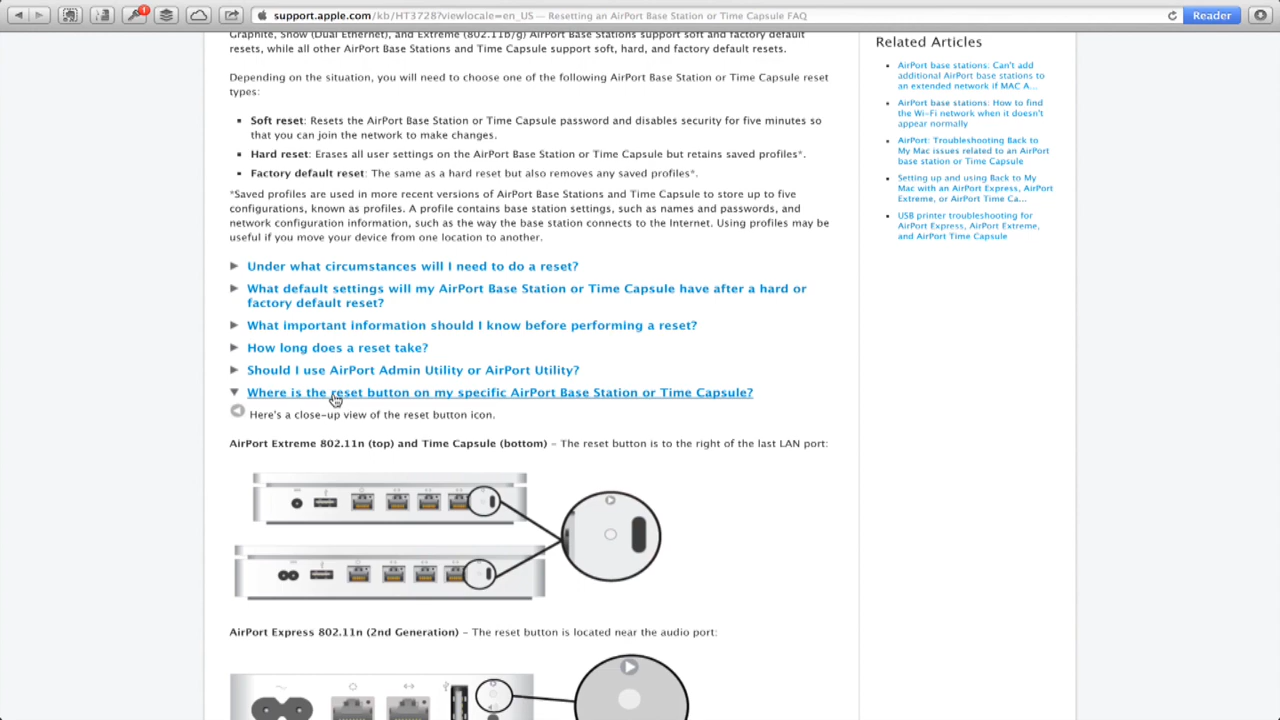 support.apple.com/kb/HT3728?viewlocale=en_US — Resetting an AirPort Base Station or Time Capsule FAQ
Reader
1
Graphite, Snow (Dual Ethernet), and Extreme (802.11b/g) AirPort Base Stations support soft and factory default
resets, while all other AirPort Base Stations and Time Capsule support soft, hard, and factory default resets.
Depending on the situation, you will need to choose one of the following AirPort Base Station or Time Capsule reset
types:
Soft reset: Resets the AirPort Base Station or Time Capsule password and disables security for five minutes so
that you can join the network to make changes.
Hard reset: Erases all user settings on the AirPort Base Station or Time Capsule but retains saved profiles*.
Factory default reset: The same as a hard reset but also removes any saved profiles*.
*Saved profiles are used in more recent versions of AirPort Base Stations and Time Capsule to store up to five
configurations, known as profiles. A profile contains base station settings, such as names and passwords, and
network configuration information, such as the way the base station connects to the Internet. Using profiles may be
useful if you move your device from one location to another.
Under what circumstances will I need to do a reset?
What default settings will my AirPort Base Station or Time Capsule have after a hard or
factory default reset?
What important information should I know before performing a reset?
How long does a reset take?
Should I use AirPort Admin Utility or AirPort Utility?
Where is the reset button on my specific AirPort Base Station or Time Capsule?
Here's a close-up view of the reset button icon.
AirPort Extreme 802.11n (top) and Time Capsule (bottom) – The reset button is to the right of the last LAN port:
AirPort Express 802.11n (2nd Generation) – The reset button is located near the audio port:
Related Articles
AirPort base stations: Can't add
additional AirPort base stations to
an extended network if MAC A...
AirPort base stations: How to find
the Wi-Fi network when it doesn't
appear normally
AirPort: Troubleshooting Back to
My Mac issues related to an AirPort
base station or Time Capsule
Setting up and using Back to My
Mac with an AirPort Express, AirPort
Extreme, or AirPort Time Ca...
USB printer troubleshooting for
AirPort Express, AirPort Extreme,
and AirPort Time Capsule